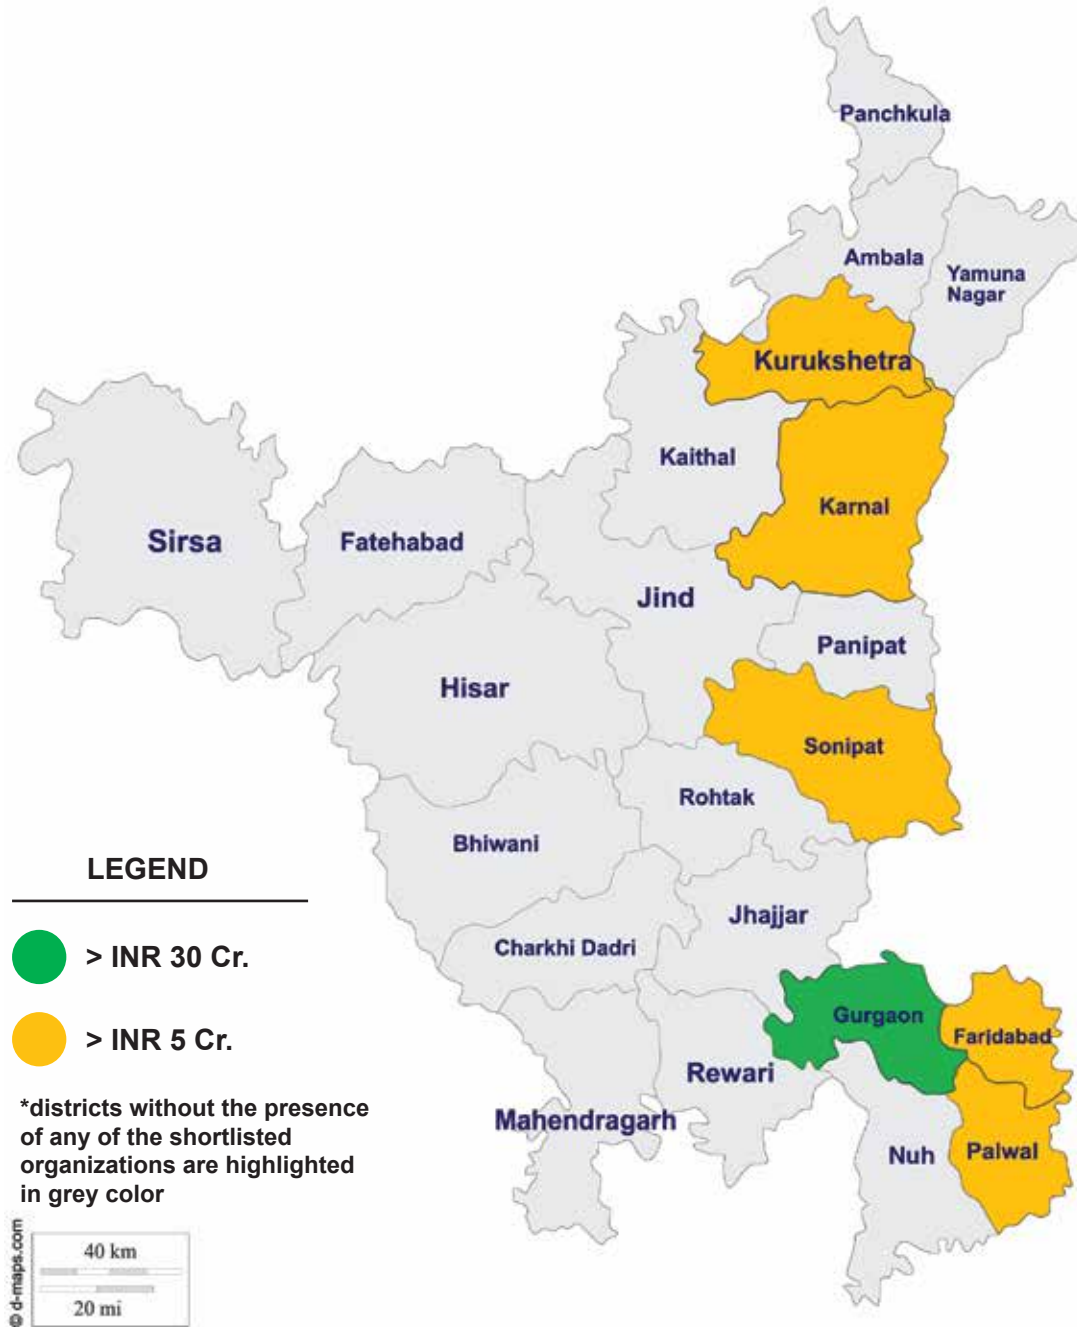 Panchkula
Ambala
Yamuna
Nagar
Kurukshetra
Kaithal
Karnal
Sirsa
Fatehabad
Jind
Panipat
Hisar
Sonipat
Rohtak
Bhiwani
LEGEND
Jhajjar
Charkhi Dadri
> INR 30 Cr.
Gurgaon
Faridabad
> INR 5 Cr.
Rewari
Mahendragarh
Nuh
Palwal
*districts without the presence
of any of the shortlisted
organizations are highlighted
in grey color
© d-maps.com
40 km
20 mi